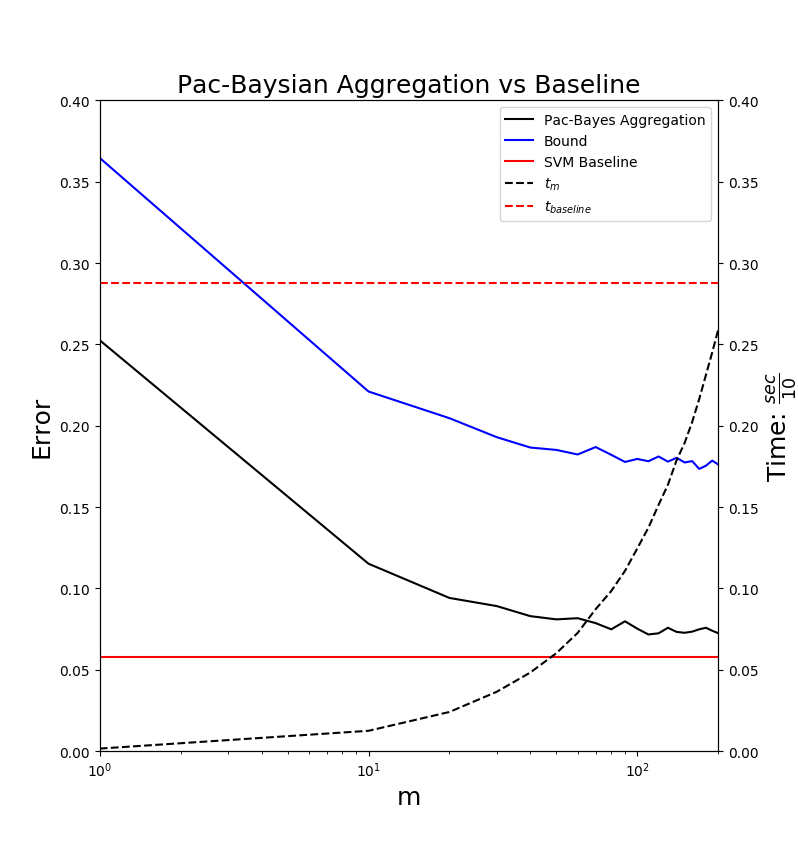 Pac-Baysian Aggregation vs Baseline
Pac-Bayes Aggregation
Bound
SVM Baseline
t_m
t_baseline
0.40
0.35
0.30
0.25
0.20
0.15
0.10
0.05
0.00
Error
0.40
0.35
0.30
0.25
0.20
0.15
0.10
0.05
0.00
Time: sec/10
10^0
10^1
10^2
m